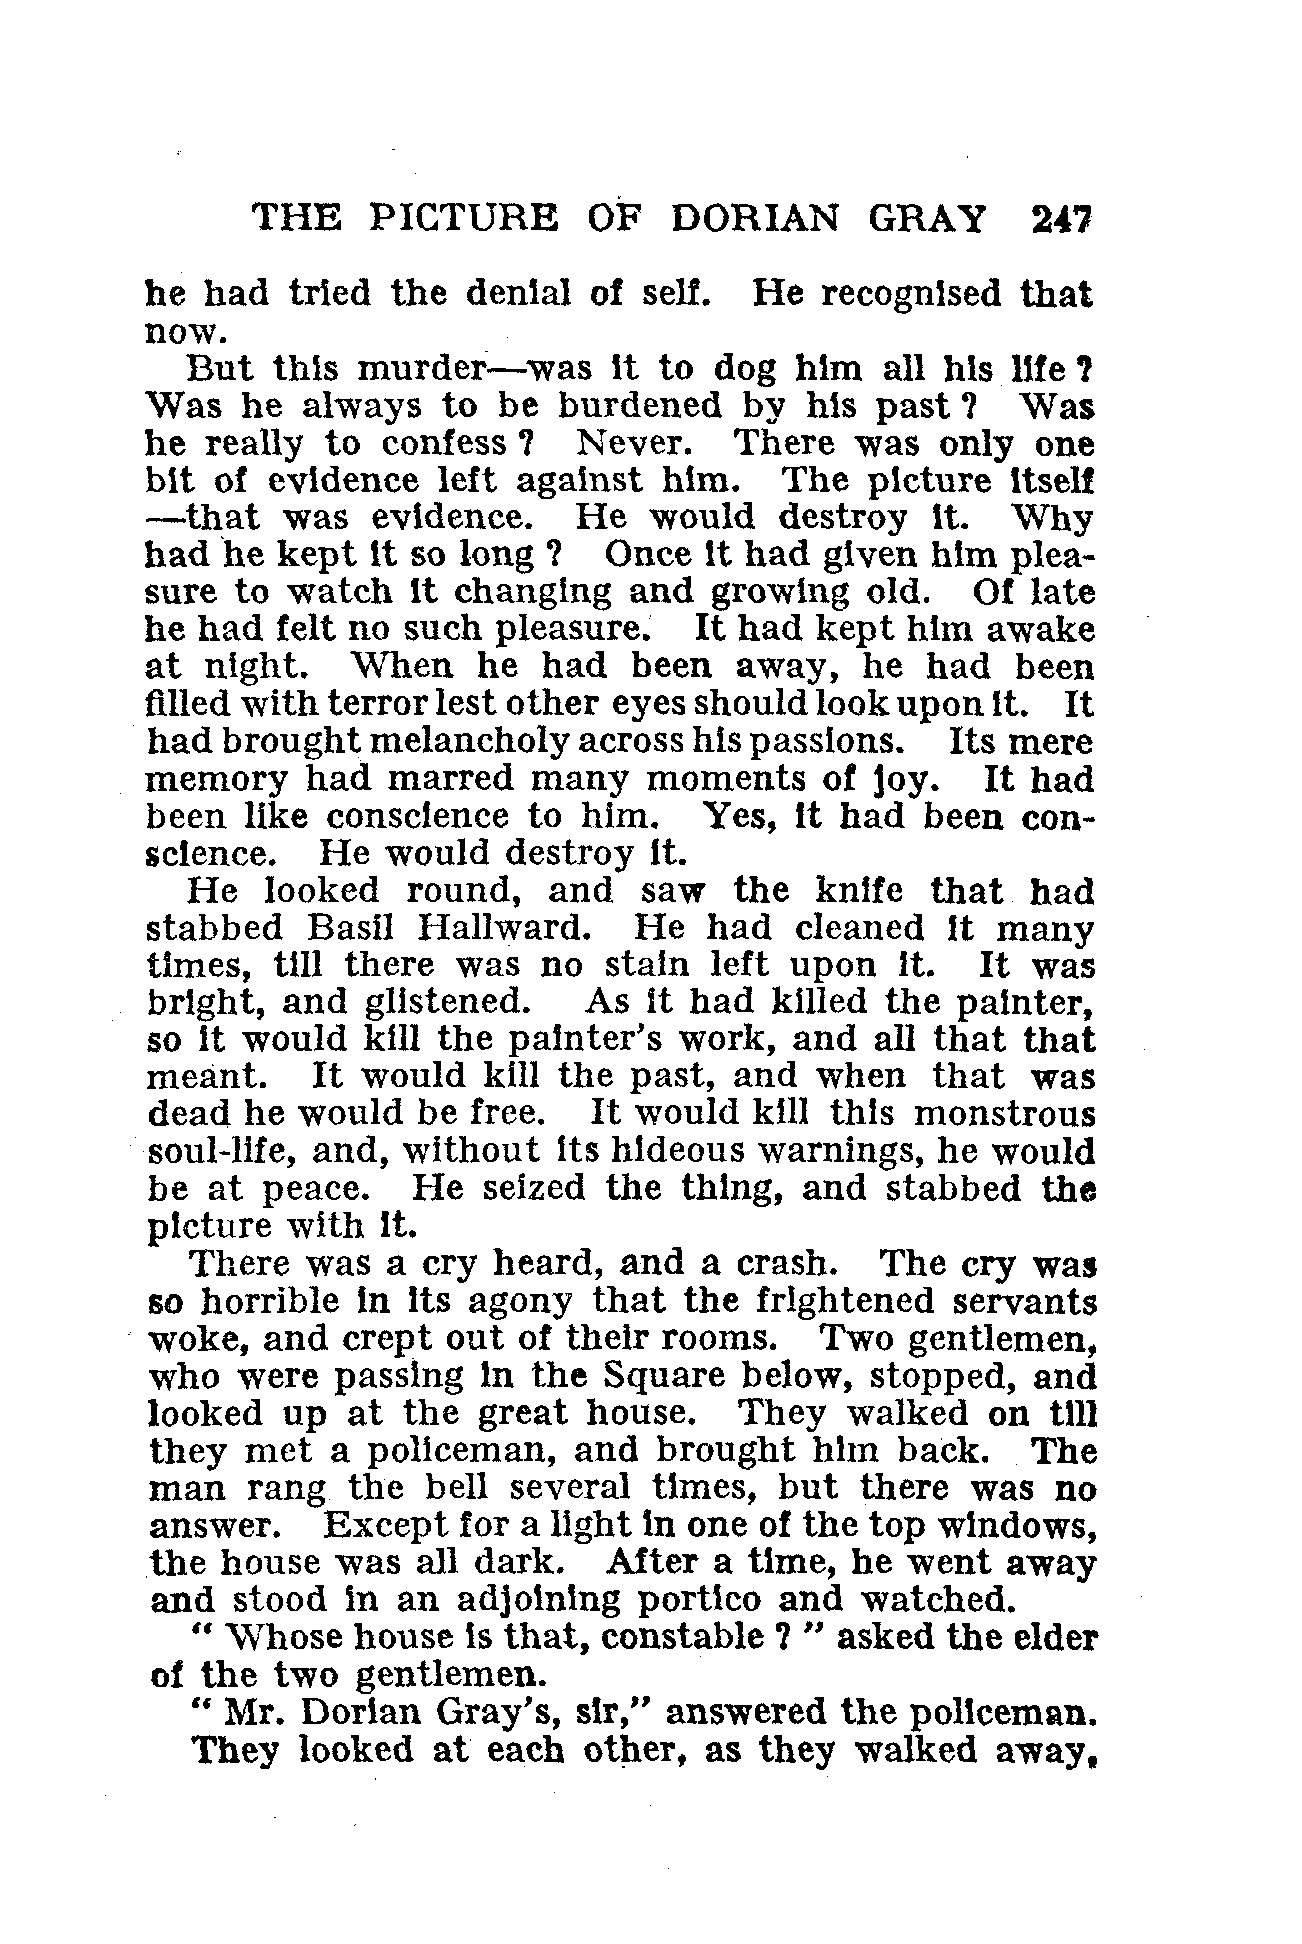 THE PICTURE OF DORIAN GRAY 247
he had tried the denial of self. He recognised that
now.
But this murder—was it to dog him all his life ?
Was he always to be burdened by his past ? Was
he really to confess ? Never. There was only one
bit of evidence left against him. The picture itself
—that was evidence. He would destroy it. Why
had he kept it so long ? Once it had given him plea-
sure to watch it changing and growing old. Of late
he had felt no such pleasure. It had kept him awake
at night. When he had been away, he had been
filled with terror lest other eyes should look upon it. It
had brought melancholy across his passions. Its mere
memory had marred many moments of joy. It had
been like conscience to him. Yes, it had been con-
science. He would destroy it.
He looked round, and saw the knife that had
stabbed Basil Hallward. He had cleaned it many
times, till there was no stain left upon it. It was
bright, and glistened. As it had killed the painter,
so it would kill the painter's work, and all that that
meant. It would kill the past, and when that was
dead he would be free. It would kill this monstrous
soul-life, and, without its hideous warnings, he would
be at peace. He seized the thing, and stabbed the
picture with it.
There was a cry heard, and a crash. The cry was
so horrible in its agony that the frightened servants
woke, and crept out of their rooms. Two gentlemen,
who were passing in the Square below, stopped, and
looked up at the great house. They walked on till
they met a policeman, and brought him back. The
man rang the bell several times, but there was no
answer. Except for a light in one of the top windows,
the house was all dark. After a time, he went away
and stood in an adjoining portico and watched.
" Whose house is that, constable ? " asked the elder
of the two gentlemen.
" Mr. Dorian Gray's, sir," answered the policeman.
They looked at each other, as they walked away,